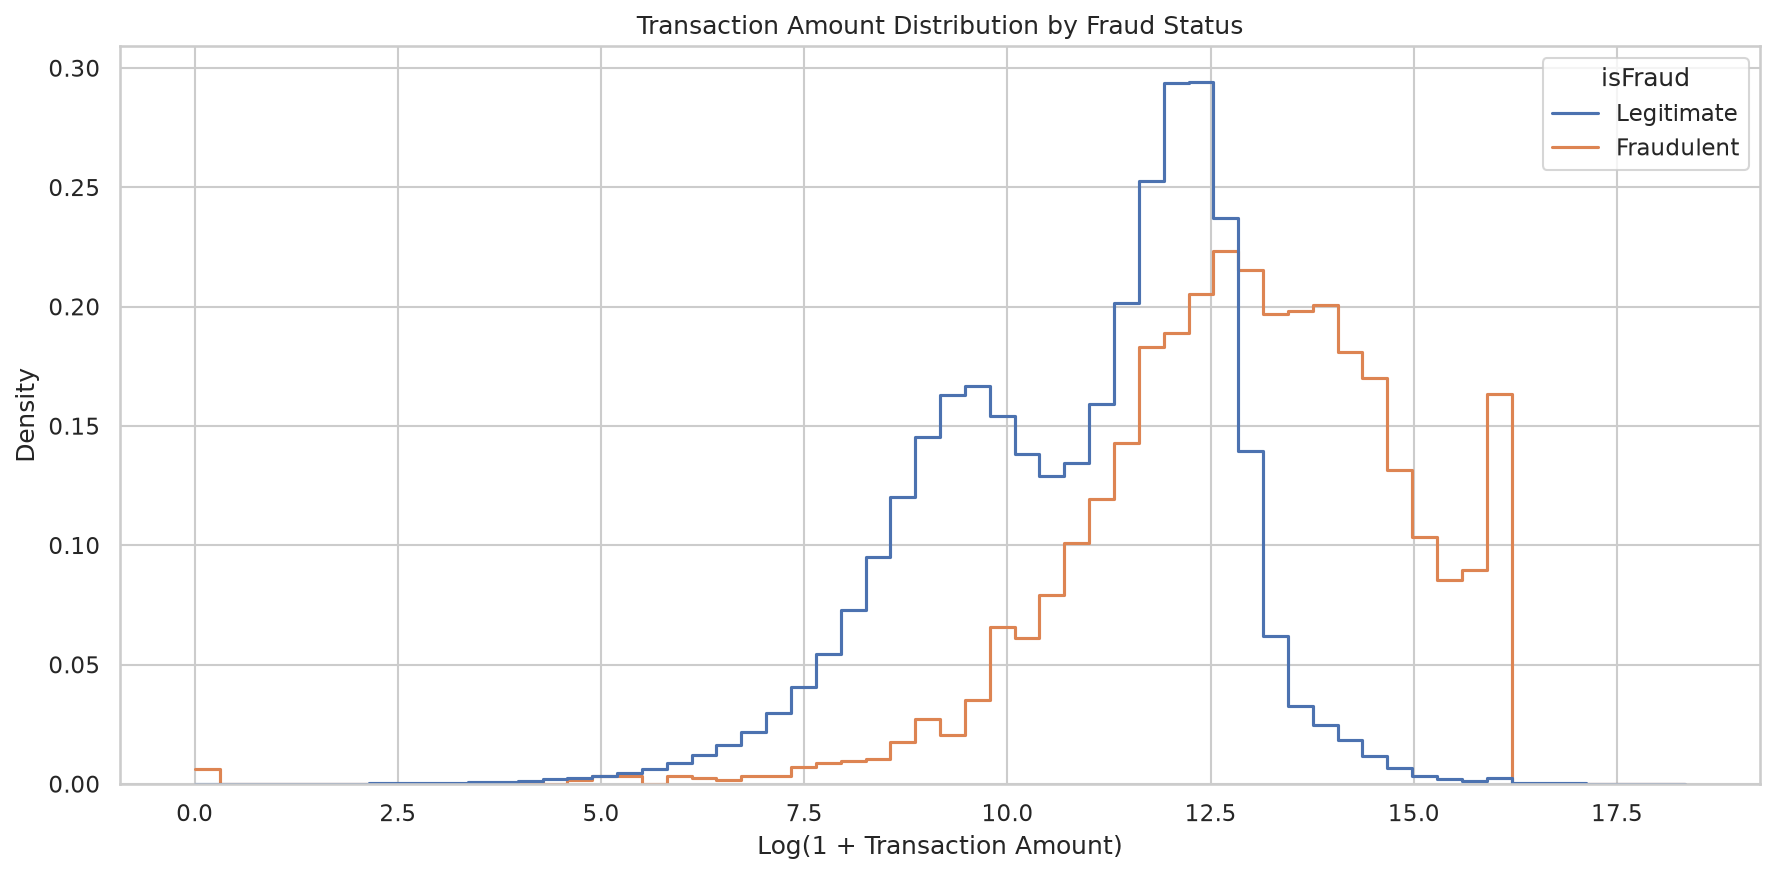 Transaction Amount Distribution by Fraud Status
isFraud
Legitimate
Fraudulent
Density
0.30
0.25
0.20
0.15
0.10
0.05
0.00
0.0 2.5 5.0 7.5 10.0 12.5 15.0 17.5
Log(1 + Transaction Amount)